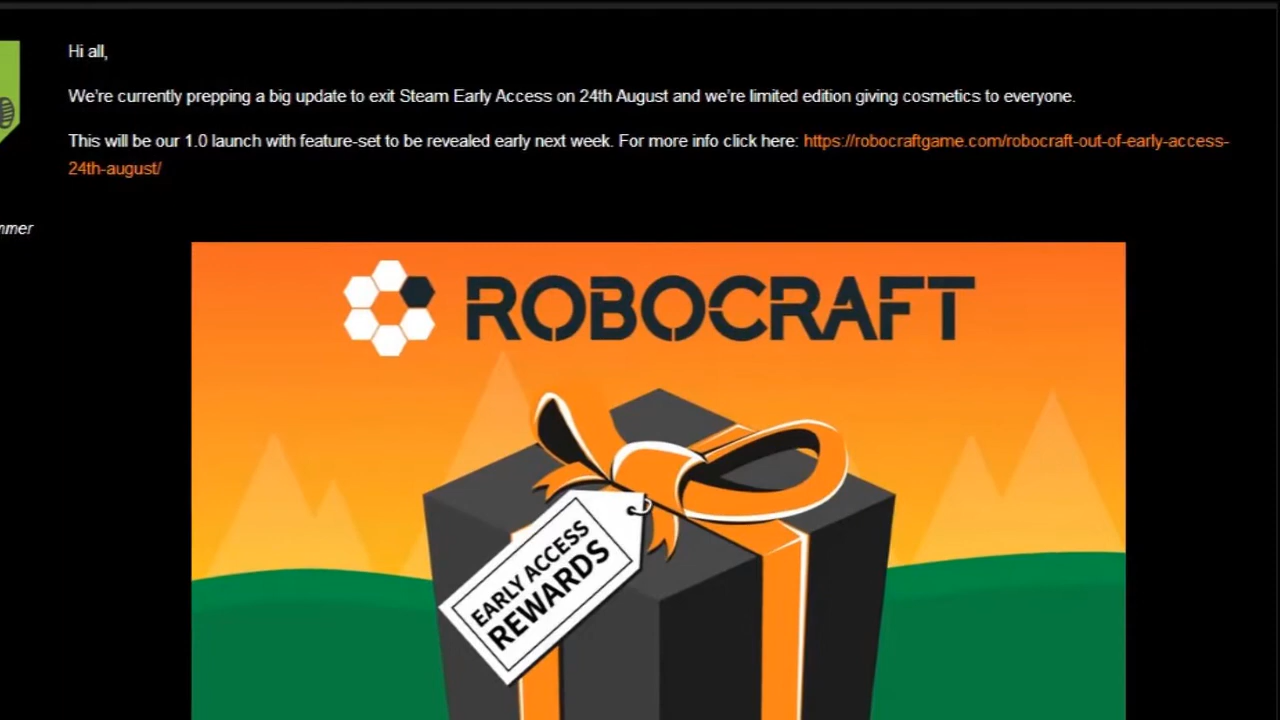 Hi all,
We're currently prepping a big update to exit Steam Early Access on 24th August and we're limited edition giving cosmetics to everyone.
This will be our 1.0 launch with feature-set to be revealed early next week. For more info click here: https://robocraftgame.com/robocraft-out-of-early-access-
24th-august/
ROBOCRAFT
EARLY ACCESS
REWARDS